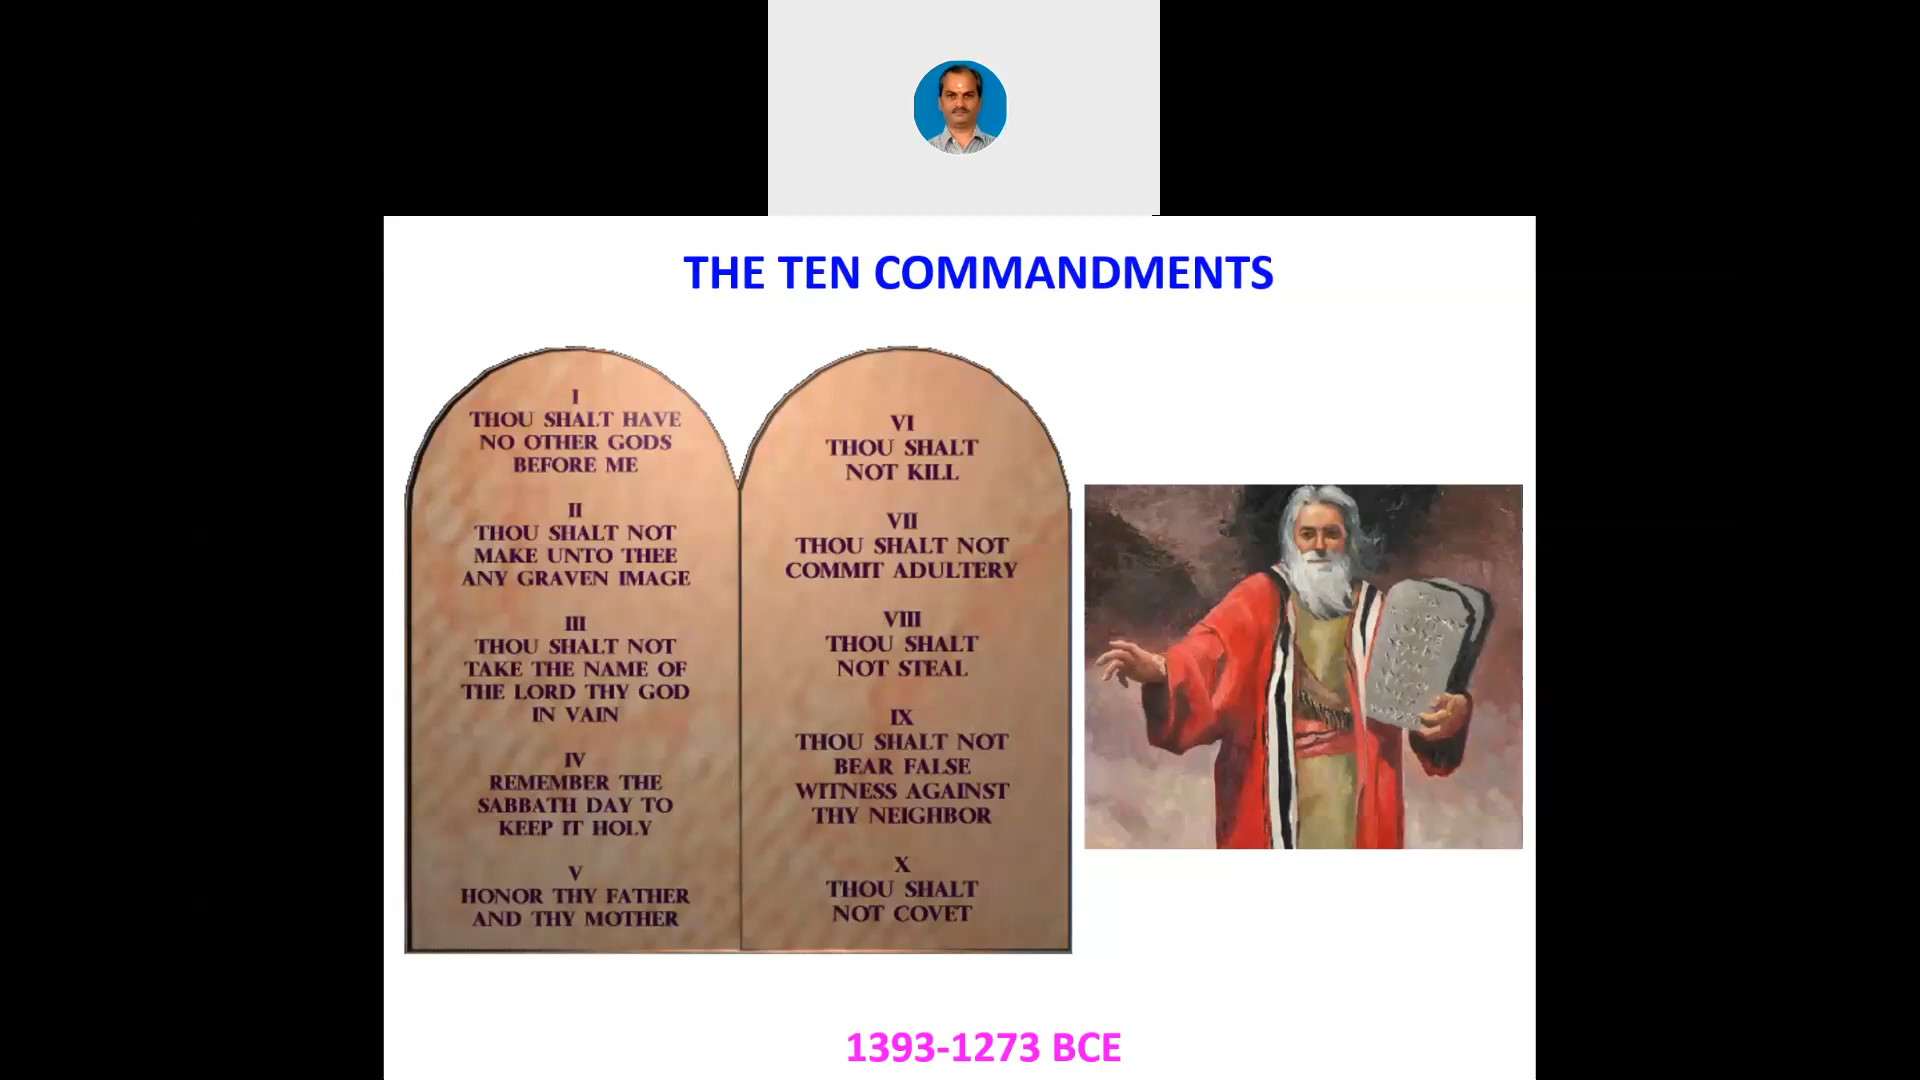 THE TEN COMMANDMENTS
I
THOU SHALT HAVE
NO OTHER GODS
BEFORE ME
II
THOU SHALT NOT
MAKE UNTO THEE
ANY GRAVEN IMAGE
III
THOU SHALT NOT
TAKE THE NAME OF
THE LORD THY GOD
IN VAIN
IV
REMEMBER THE
SABBATH DAY TO
KEEP IT HOLY
V
HONOR THY FATHER
AND THY MOTHER
VI
THOU SHALT
NOT KILL
VII
THOU SHALT NOT
COMMIT ADULTERY
VIII
THOU SHALT
NOT STEAL
IX
THOU SHALT NOT
BEAR FALSE
WITNESS AGAINST
THY NEIGHBOR
X
THOU SHALT
NOT COVET
1393-1273 BCE